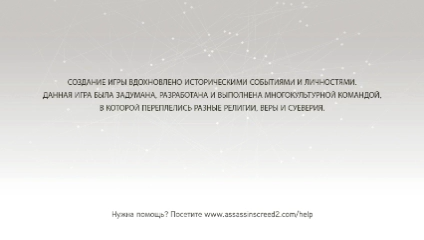 СОЗДАНИЕ ИГРЫ ВДОХНОВЛЕНО ИСТОРИЧЕСКИМИ СОБЫТИЯМИ И ЛИЧНОСТЯМИ.
ДАННАЯ ИГРА БЫЛА ЗАДУМАНА, РАЗРАБОТАНА И ВЫПОЛНЕНА МНОГОКУЛЬТУРНОЙ КОМАНДОЙ,
В КОТОРОЙ ПЕРЕПЛЕЛИСЬ РАЗНЫЕ РЕЛИГИИ, ВЕРЫ И СУЕВЕРИЯ.
Нужна помощь? Посетите www.assassinscreed2.com/help